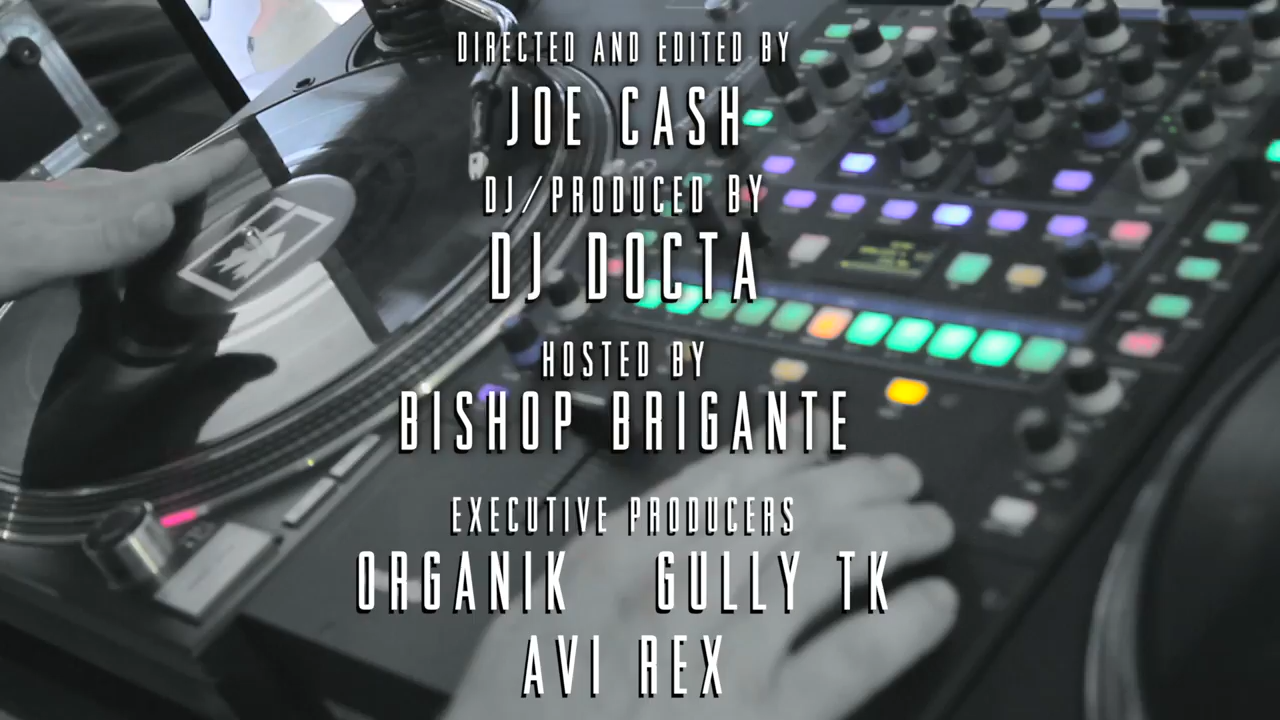 DIRECTED AND EDITED BY
JOE CASH
DJ/PRODUCED BY
DJ DOCTA
HOSTED BY
BISHOP BRIGANTE
EXECUTIVE PRODUCERS
ORGANIK GULLY TK
AVI REX